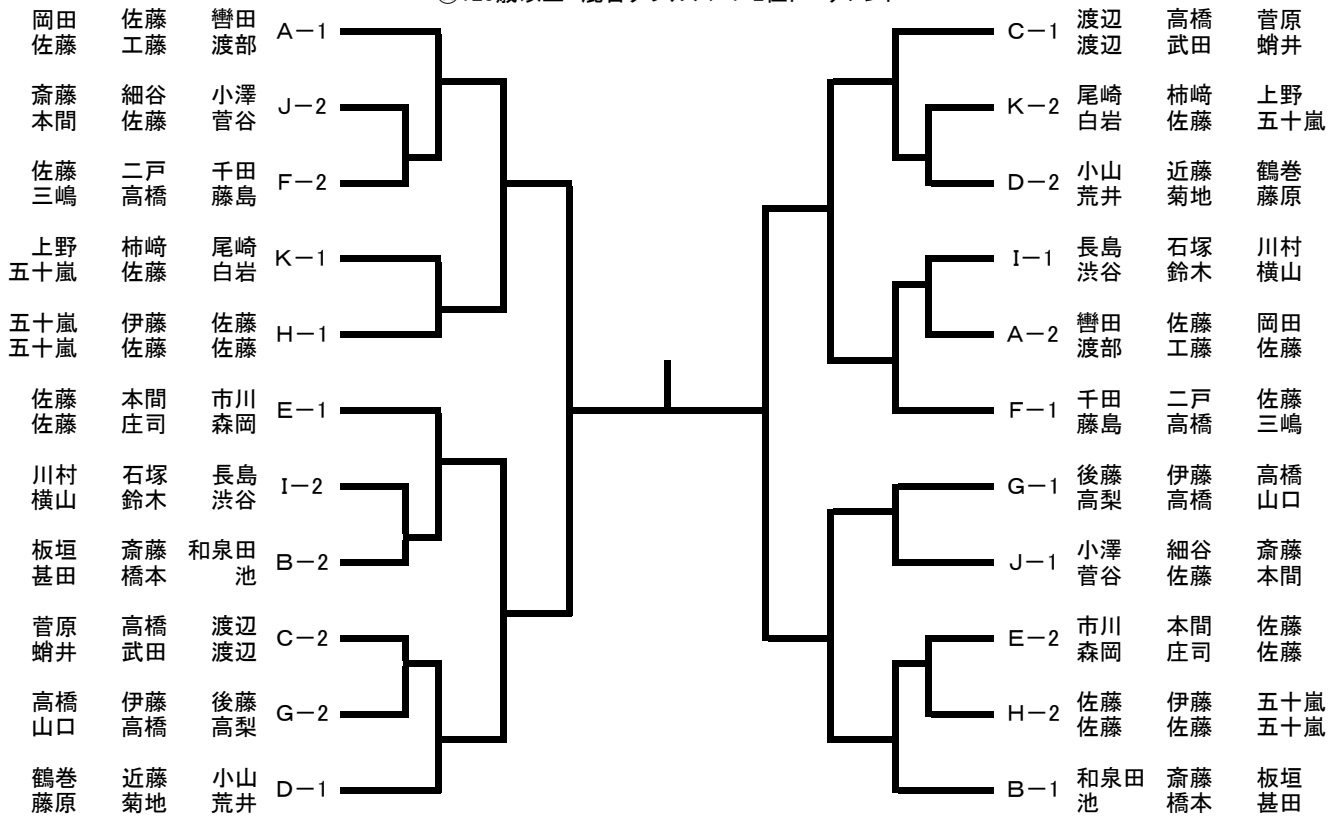 岡田 佐藤 轡田
佐藤 工藤 渡部
A－1
斎藤 細谷 小澤
本間 佐藤 菅谷
J－2
佐藤 二戸 千田
三嶋 高橋 藤島
F－2
上野 柿﨑 尾崎
五十嵐 佐藤 白岩
K－1
五十嵐 伊藤 佐藤
五十嵐 佐藤 佐藤
H－1
佐藤 本間 市川
佐藤 庄司 森岡
E－1
川村 石塚 長島
横山 鈴木 渋谷
I－2
板垣 斎藤 和泉田
甚田 橋本 池
B－2
菅原 高橋 渡辺
蛸井 武田 渡辺
C－2
高橋 伊藤 後藤
山口 高橋 高梨
G－2
鶴巻 近藤 小山
藤原 菊地 荒井
D－1
C－1
渡辺 高橋 菅原
渡辺 武田 蛸井
K－2
尾崎 柿﨑 上野
白岩 佐藤 五十嵐
D－2
小山 近藤 鶴巻
荒井 菊地 藤原
I－1
長島 石塚 川村
渋谷 鈴木 横山
A－2
轡田 佐藤 岡田
渡部 工藤 佐藤
F－1
千田 二戸 佐藤
藤島 高橋 三嶋
G－1
後藤 伊藤 高橋
高梨 高橋 山口
J－1
小澤 細谷 斎藤
菅谷 佐藤 本間
E－2
市川 本間 佐藤
森岡 庄司 佐藤
H－2
佐藤 伊藤 五十嵐
佐藤 佐藤 五十嵐
B－1
和泉田 斎藤 板垣
池 橋本 甚田